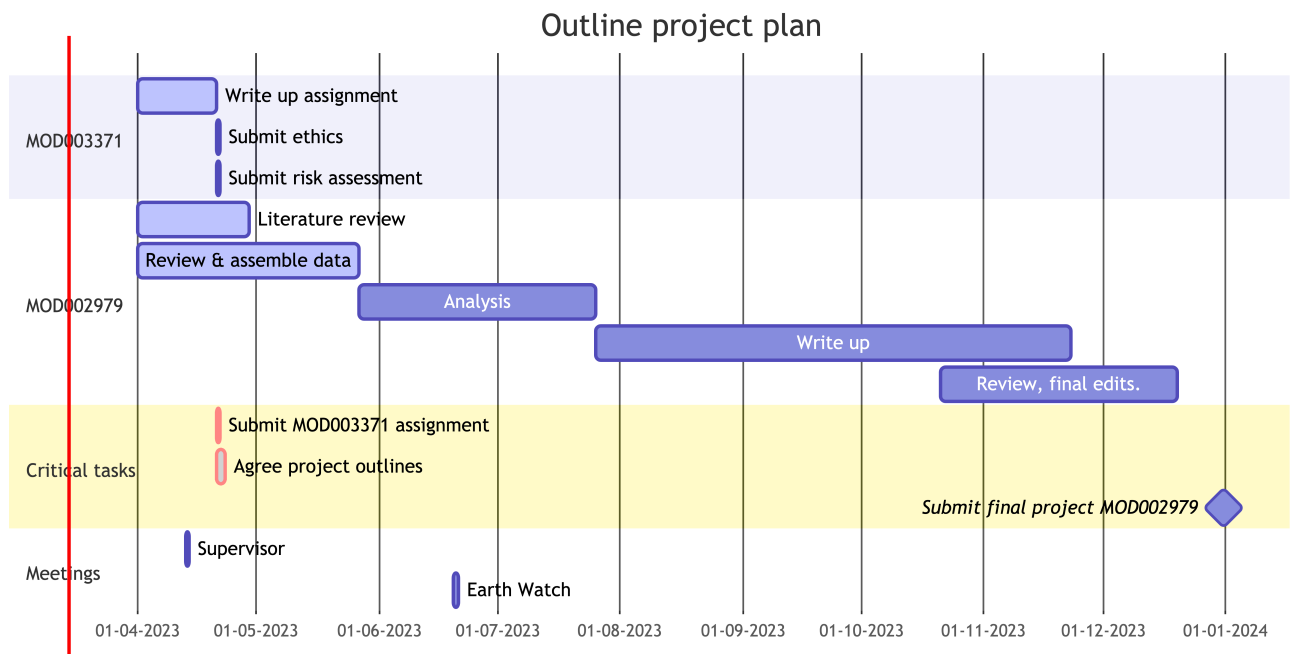 Outline project plan
MOD003371
Write up assignment
Submit ethics
Submit risk assessment
MOD002979
Literature review
Review & assemble data
Analysis
Write up
Review, final edits.
Critical tasks
Submit MOD003371 assignment
Agree project outlines
Submit final project MOD002979
Meetings
Supervisor
Earth Watch
01-04-2023 01-05-2023 01-06-2023 01-07-2023 01-08-2023 01-09-2023 01-10-2023 01-11-2023 01-12-2023 01-01-2024